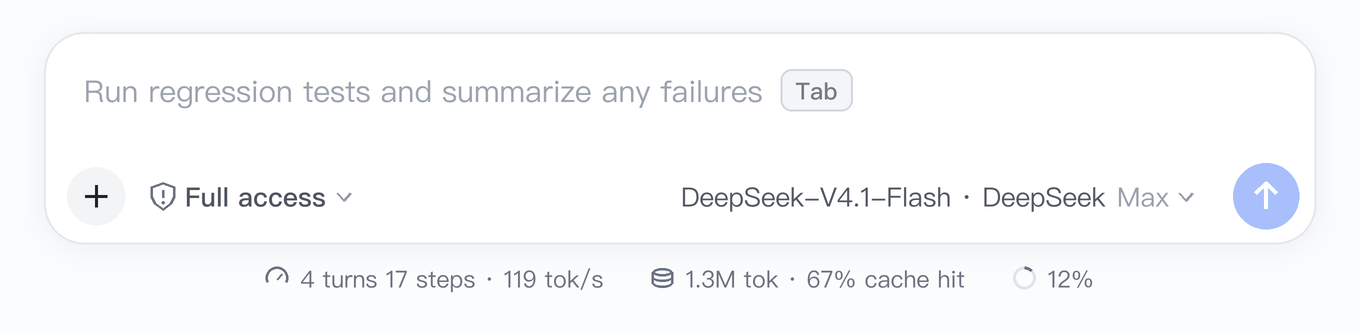 Run regression tests and summarize any failures Tab
Full access DeepSeek–V4.1–Flash · DeepSeek Max
4 turns 17 steps · 119 tok/s 1.3M tok · 67% cache hit 12%